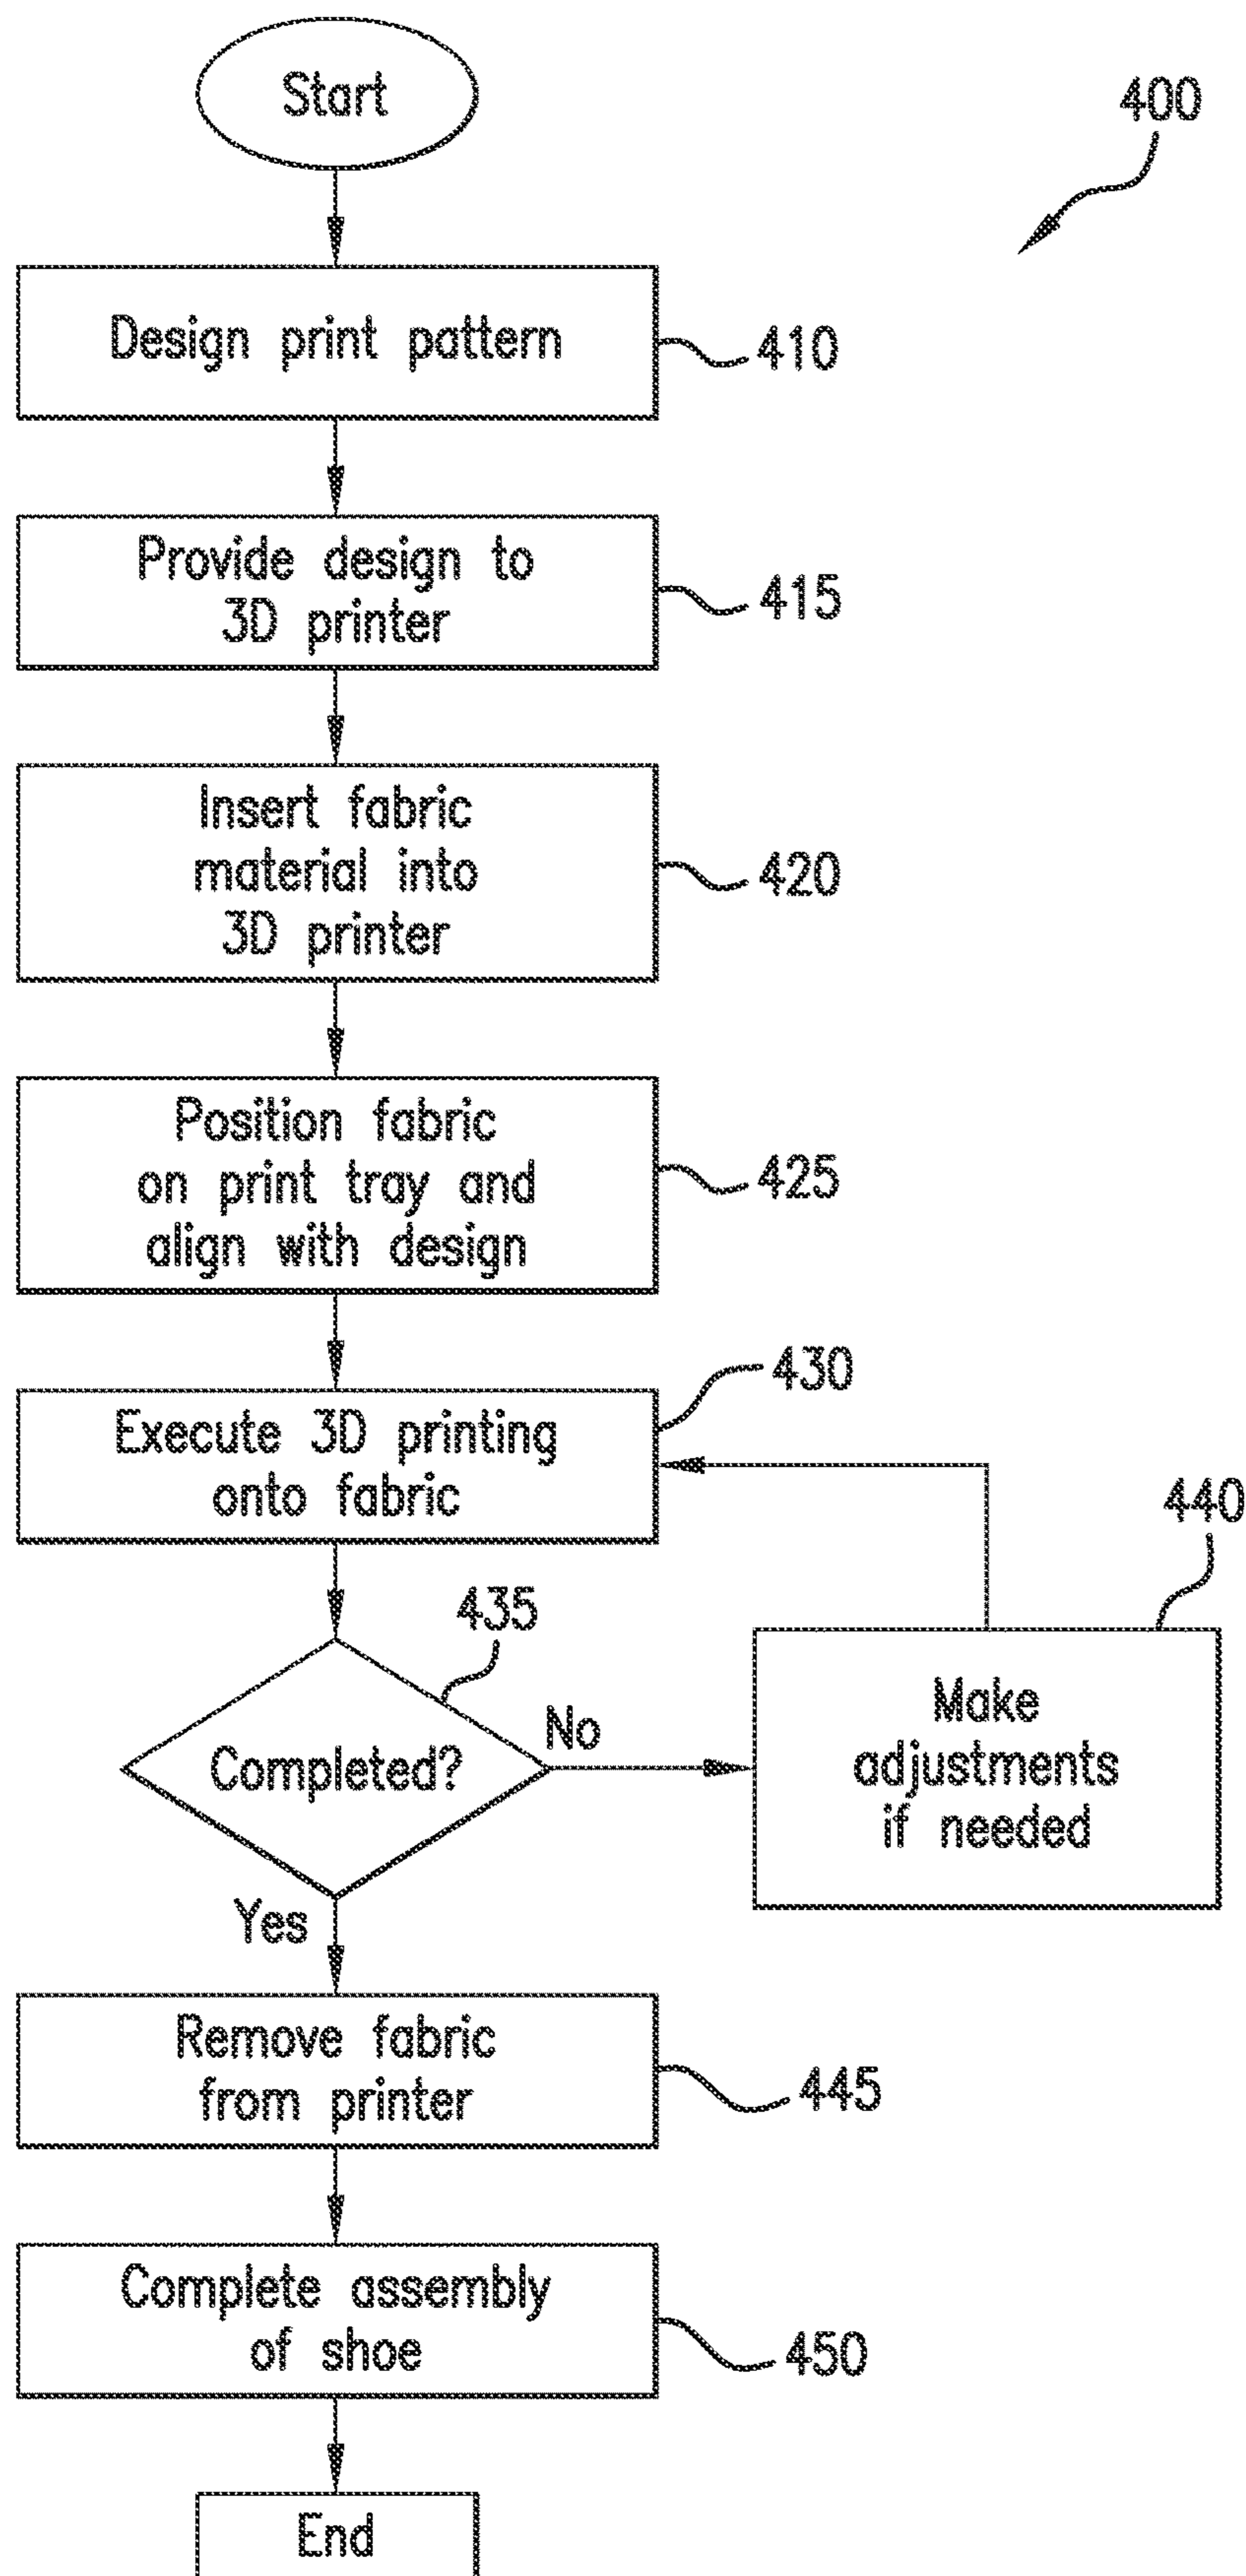 Start
400
Design print pattern
410
Provide design to
3D printer
415
Insert fabric
material into
3D printer
420
Position fabric
on print tray and
align with design
425
Execute 3D printing
onto fabric
430
435
Completed?
No
440
Make
adjustments
if needed
Yes
Remove fabric
from printer
445
Complete assembly
of shoe
450
End